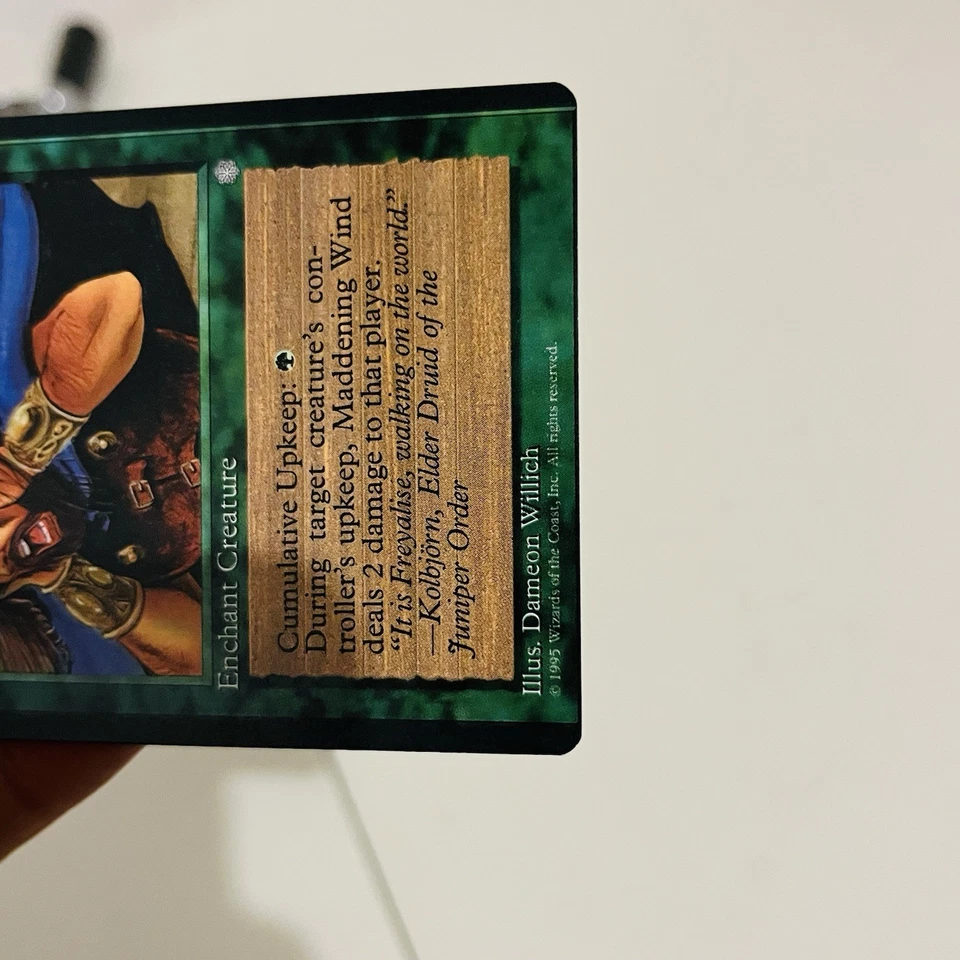 Enchant Creature
Cumulative Upkeep:
During target creature's con-
troller's upkeep, Maddening Wind
deals 2 damage to that player.
"It is Freyalise, walking on the world."
—Kolbjörn, Elder Druid of the
Juniper Order
Illus. Dameon Willich
© 1995 Wizards of the Coast, Inc. All rights reserved.